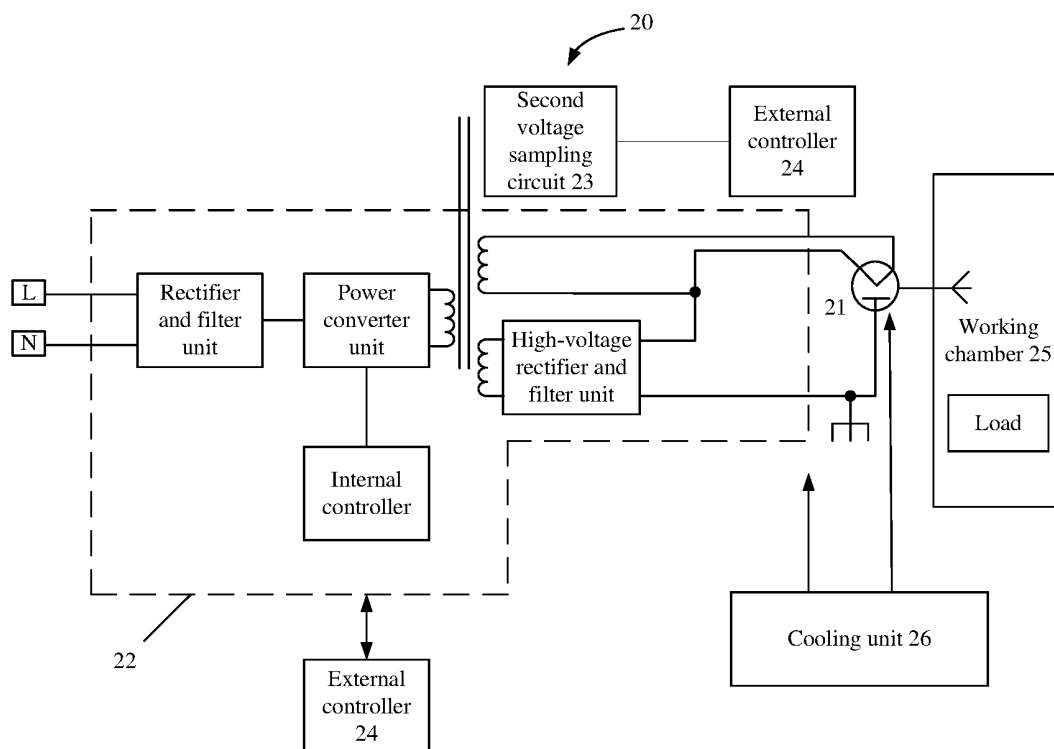 20
Second
voltage
sampling
circuit 23
External
controller
24
L
N
Rectifier
and filter
unit
Power
converter
unit
High-voltage
rectifier and
filter unit
21
Working
chamber 25
Load
Internal
controller
22
External
controller
24
Cooling unit 26